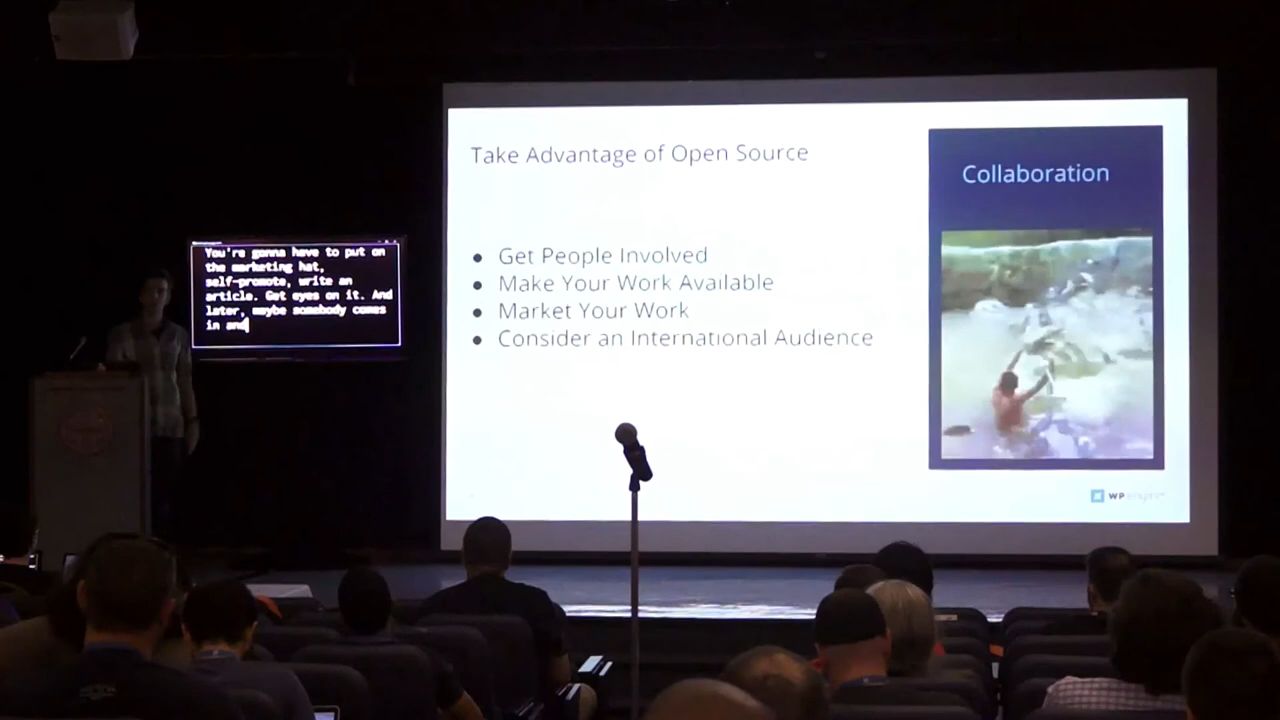 You're gonna have to put on
the marketing hat,
self-promote, write an
article. Get eyes on it. And
later, maybe somebody comes
in and
Take Advantage of Open Source
Get People Involved
Make Your Work Available
Market Your Work
Consider an International Audience
Collaboration
WP engine